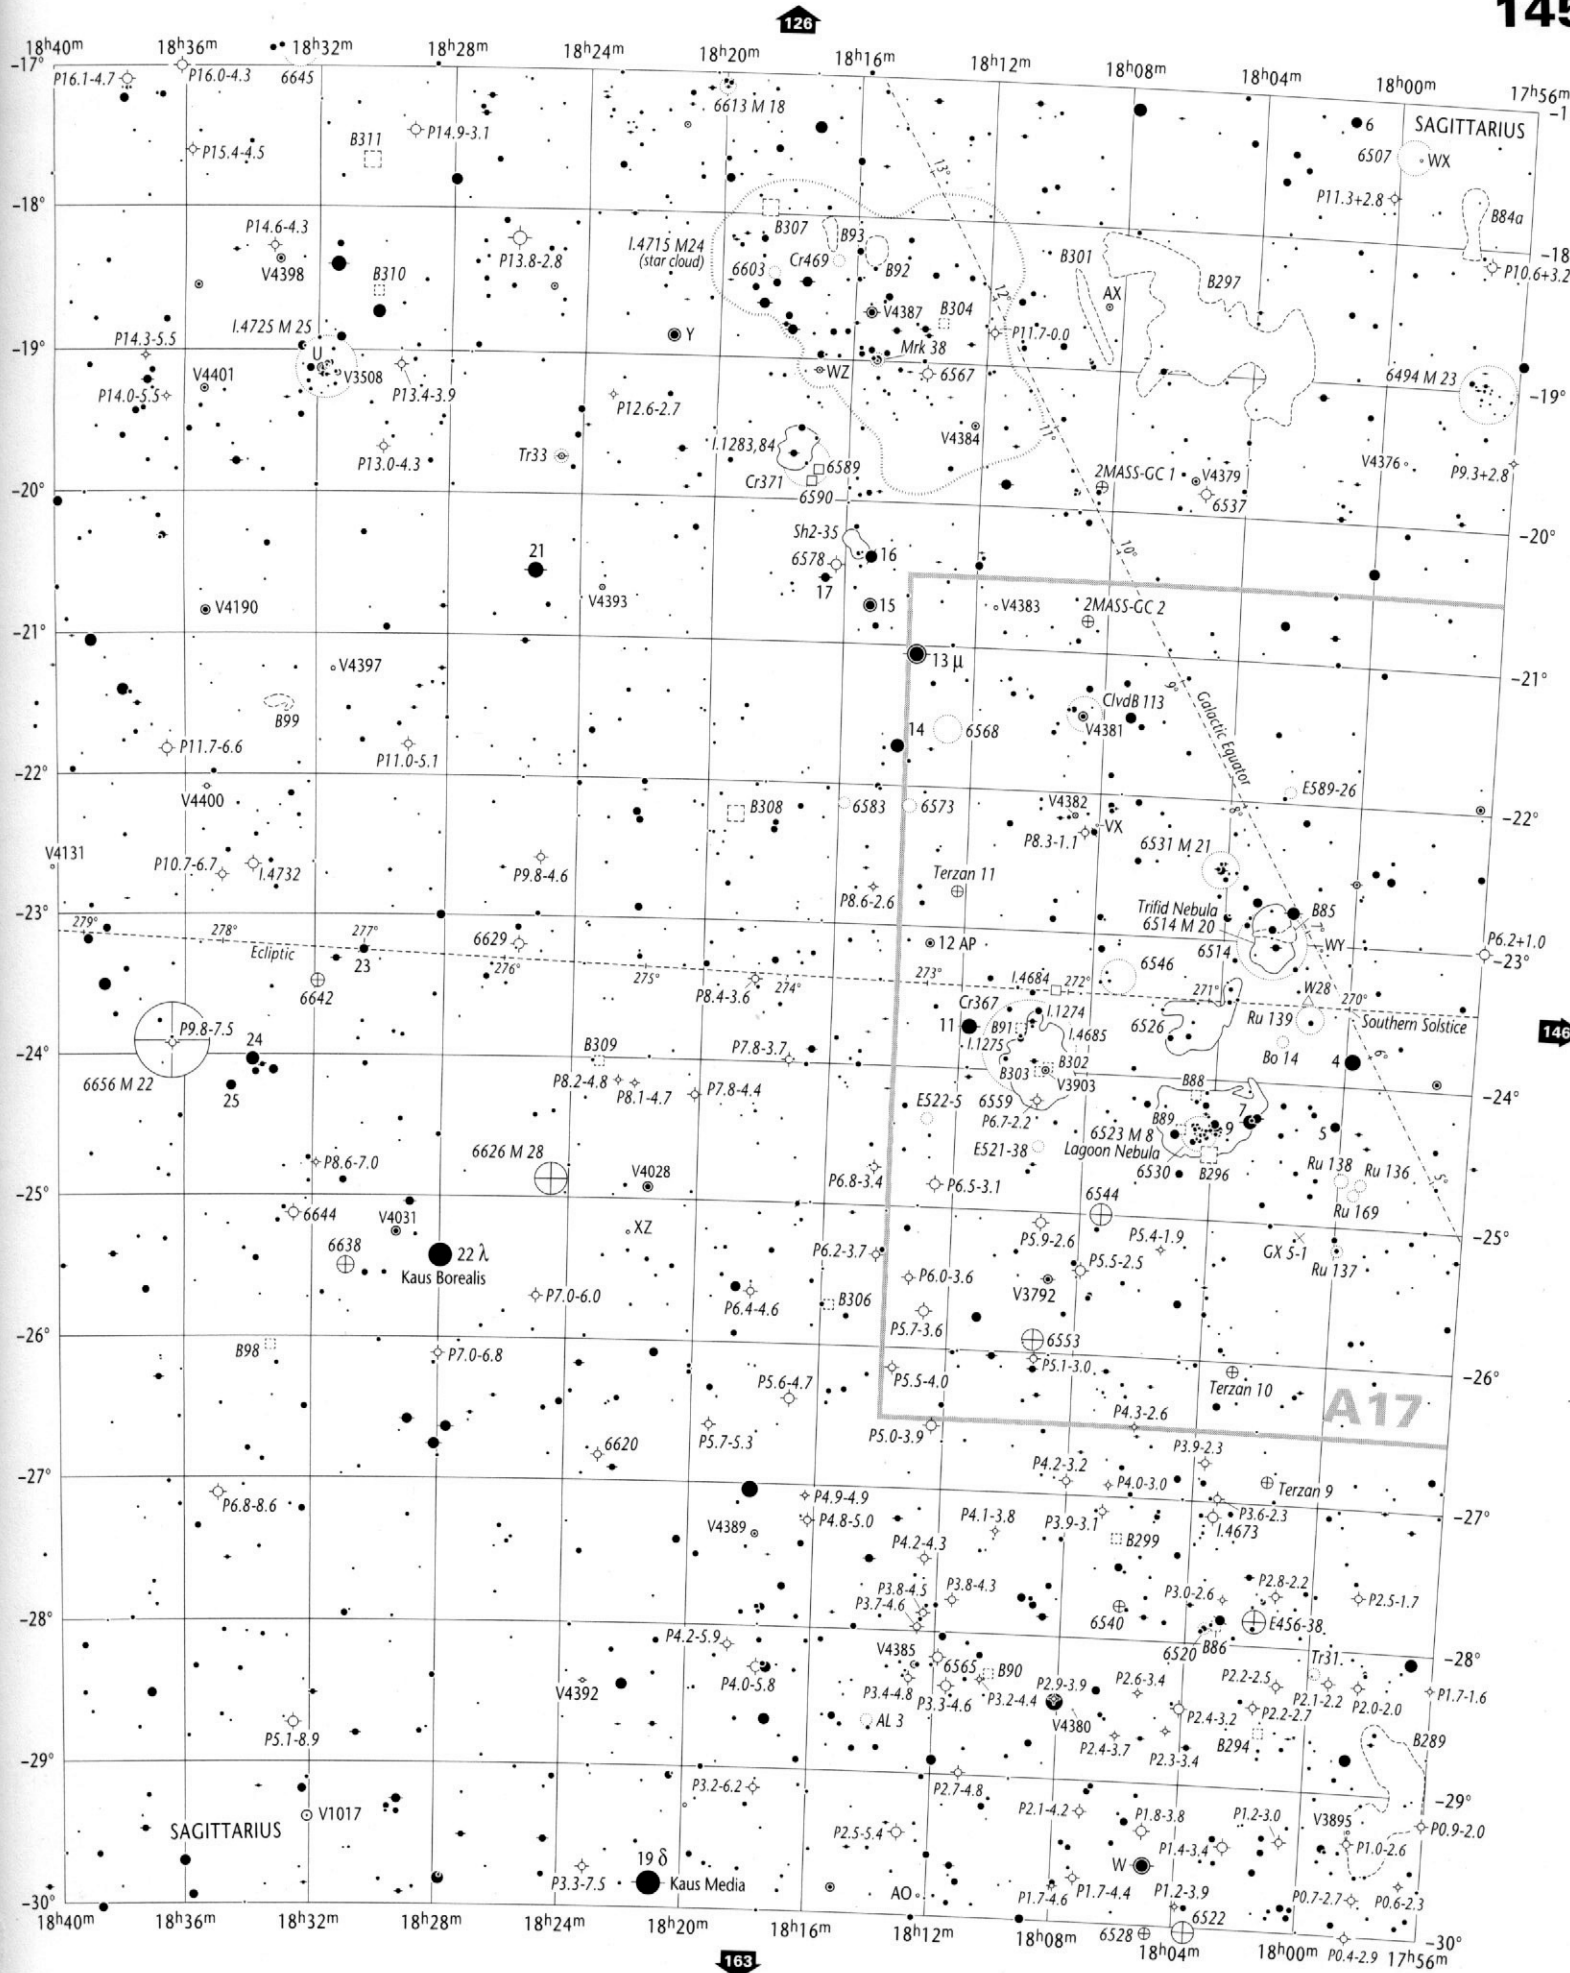 145
126
18h40m
18h36m
18h32m
18h28m
18h24m
18h20m
18h16m
18h12m
18h08m
18h04m
18h00m
17h56m
-17°
P16.1-4.7
P16.0-4.3
6645
6613 M 18
6
SAGITTARIUS
-1
B311
P14.9-3.1
P15.4-4.5
13°
6507
WX
P11.3+2.8
B84a
-18°
P14.6-4.3
V4398
B310
P13.8-2.8
I.4715 M24
(star cloud)
B307
B93
6603
Cr469
B92
B301
B297
AX
-18
P10.6+3.2
12°
V4387
B304
P11.7-0.0
P14.3-5.5
I.4725 M 25
Y
Mrk 38
-19°
U
V3508
V4401
P14.0-5.5
P13.4-3.9
WZ
6567
6494 M 23
-19°
P12.6-2.7
V4384
11°
P13.0-4.3
Tr33
I.1283,84
6589
Cr371
6590
2MASS-GC 1
V4379
6537
V4376
P9.3+2.8
-20°
Sh2-35
10°
-20°
21
6578
16
17
V4393
V4190
15
V4383
2MASS-GC 2
-21°
13 μ
-21°
V4397
9°
B99
ClvdB 113
V4381
Galactic Equator
14
6568
P11.7-6.6
P11.0-5.1
-22°
V4400
B308
6583
6573
V4382
VX
P8.3-1.1
8°
E589-26
-22°
V4131
P10.7-6.7
I.4732
P9.8-4.6
6531 M 21
Terzan 11
P8.6-2.6
-23°
Trifid Nebula
6514 M 20
B85
7°
279°
278°
277°
Ecliptic
23
6629
276°
275°
274°
12 AP
6514
WY
P6.2+1.0
-23°
6642
P8.4-3.6
273°
6546
I.4684
272°
271°
W28
270°
Cr367
I.1274
Southern Solstice
P9.8-7.5
11
B91
I.1275
I.4685
6526
Ru 139
Bo 14
146
-24°
24
B309
P7.8-3.7
B303
B302
V3903
4
6°
6656 M 22
25
P8.2-4.8
P8.1-4.7
P7.8-4.4
6559
P6.7-2.2
B88
-24°
E522-5
B89
7
9
5
6523 M 8
Lagoon Nebula
E521-38
6530
B296
6626 M 28
P8.6-7.0
V4028
P6.8-3.4
P6.5-3.1
Ru 138
Ru 136
5°
-25°
6544
Ru 169
6644
V4031
XZ
P5.9-2.6
P5.4-1.9
GX 5-1
-25°
6638
22 λ
Kaus Borealis
P6.2-3.7
P6.0-3.6
P5.5-2.5
V3792
Ru 137
P7.0-6.0
P6.4-4.6
B306
P5.7-3.6
-26°
6553
B98
P7.0-6.8
P5.1-3.0
P5.6-4.7
P5.5-4.0
Terzan 10
-26°
A17
P5.7-5.3
P5.0-3.9
P4.3-2.6
6620
P3.9-2.3
-27°
P4.2-3.2
P4.0-3.0
Terzan 9
P6.8-8.6
P4.9-4.9
P4.8-5.0
V4389
P4.1-3.8
P3.9-3.1
P3.6-2.3
I.4673
-27°
P4.2-4.3
B299
P3.8-4.5
P3.7-4.6
P3.8-4.3
P3.0-2.6
P2.8-2.2
P2.5-1.7
-28°
6540
E456-38
P4.2-5.9
V4385
6520
B86
Tr31
-28°
P4.0-5.8
6565
B90
P2.9-3.9
P2.6-3.4
P2.2-2.5
V4392
P3.4-4.8
P3.3-4.6
P3.2-4.4
P2.1-2.2
P2.0-2.0
P1.7-1.6
P5.1-8.9
AL 3
V4380
P2.4-3.2
P2.2-2.7
P2.4-3.7
P2.3-3.4
B294
B289
-29°
P3.2-6.2
P2.7-4.8
-29°
V1017
P2.1-4.2
P1.8-3.8
P1.2-3.0
V3895
SAGITTARIUS
P2.5-5.4
P1.4-3.4
P1.0-2.6
P0.9-2.0
19 δ
Kaus Media
P3.3-7.5
W
AO
P1.7-4.6
P1.7-4.4
P1.2-3.9
P0.7-2.7
P0.6-2.3
-30°
6528
6522
P0.4-2.9
-30°
18h40m
18h36m
18h32m
18h28m
18h24m
18h20m
18h16m
18h12m
18h08m
18h04m
18h00m
17h56m
163